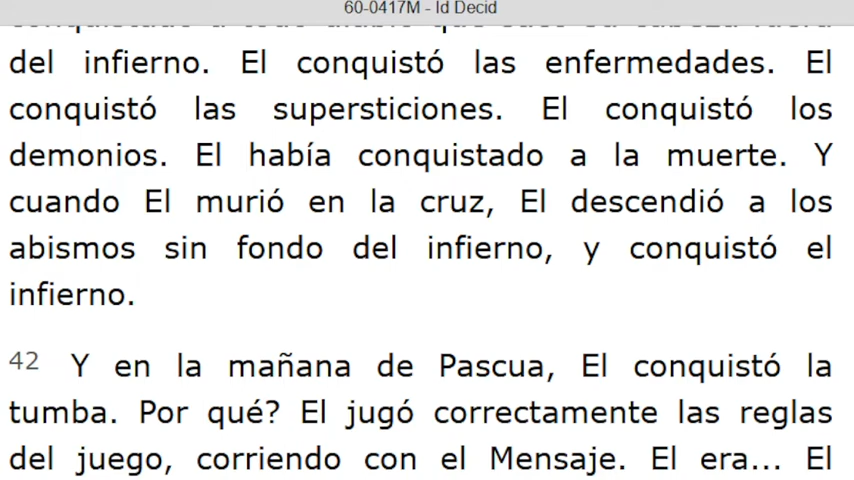 60-0417M - Id Decid
del infierno. El conquistó las enfermedades. El
conquistó las supersticiones. El conquistó los
demonios. El había conquistado a la muerte. Y
cuando El murió en la cruz, El descendió a los
abismos sin fondo del infierno, y conquistó el
infierno.
42 Y en la mañana de Pascua, El conquistó la
tumba. Por qué? El jugó correctamente las reglas
del juego, corriendo con el Mensaje. El era... El